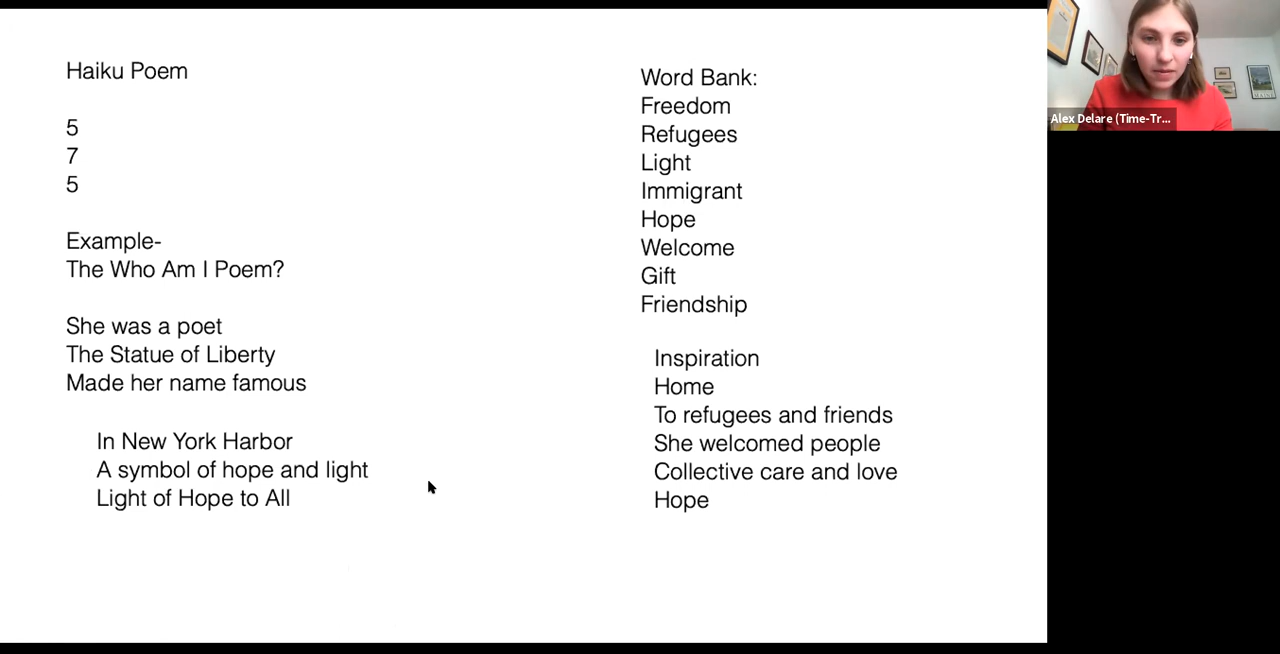 Haiku Poem
5
7
5
Example-
The Who Am I Poem?
She was a poet
The Statue of Liberty
Made her name famous
In New York Harbor
A symbol of hope and light
Light of Hope to All
Word Bank:
Freedom
Refugees
Light
Immigrant
Hope
Welcome
Gift
Friendship
Inspiration
Home
To refugees and friends
She welcomed people
Collective care and love
Hope
Alex Delare (Time-Tr...